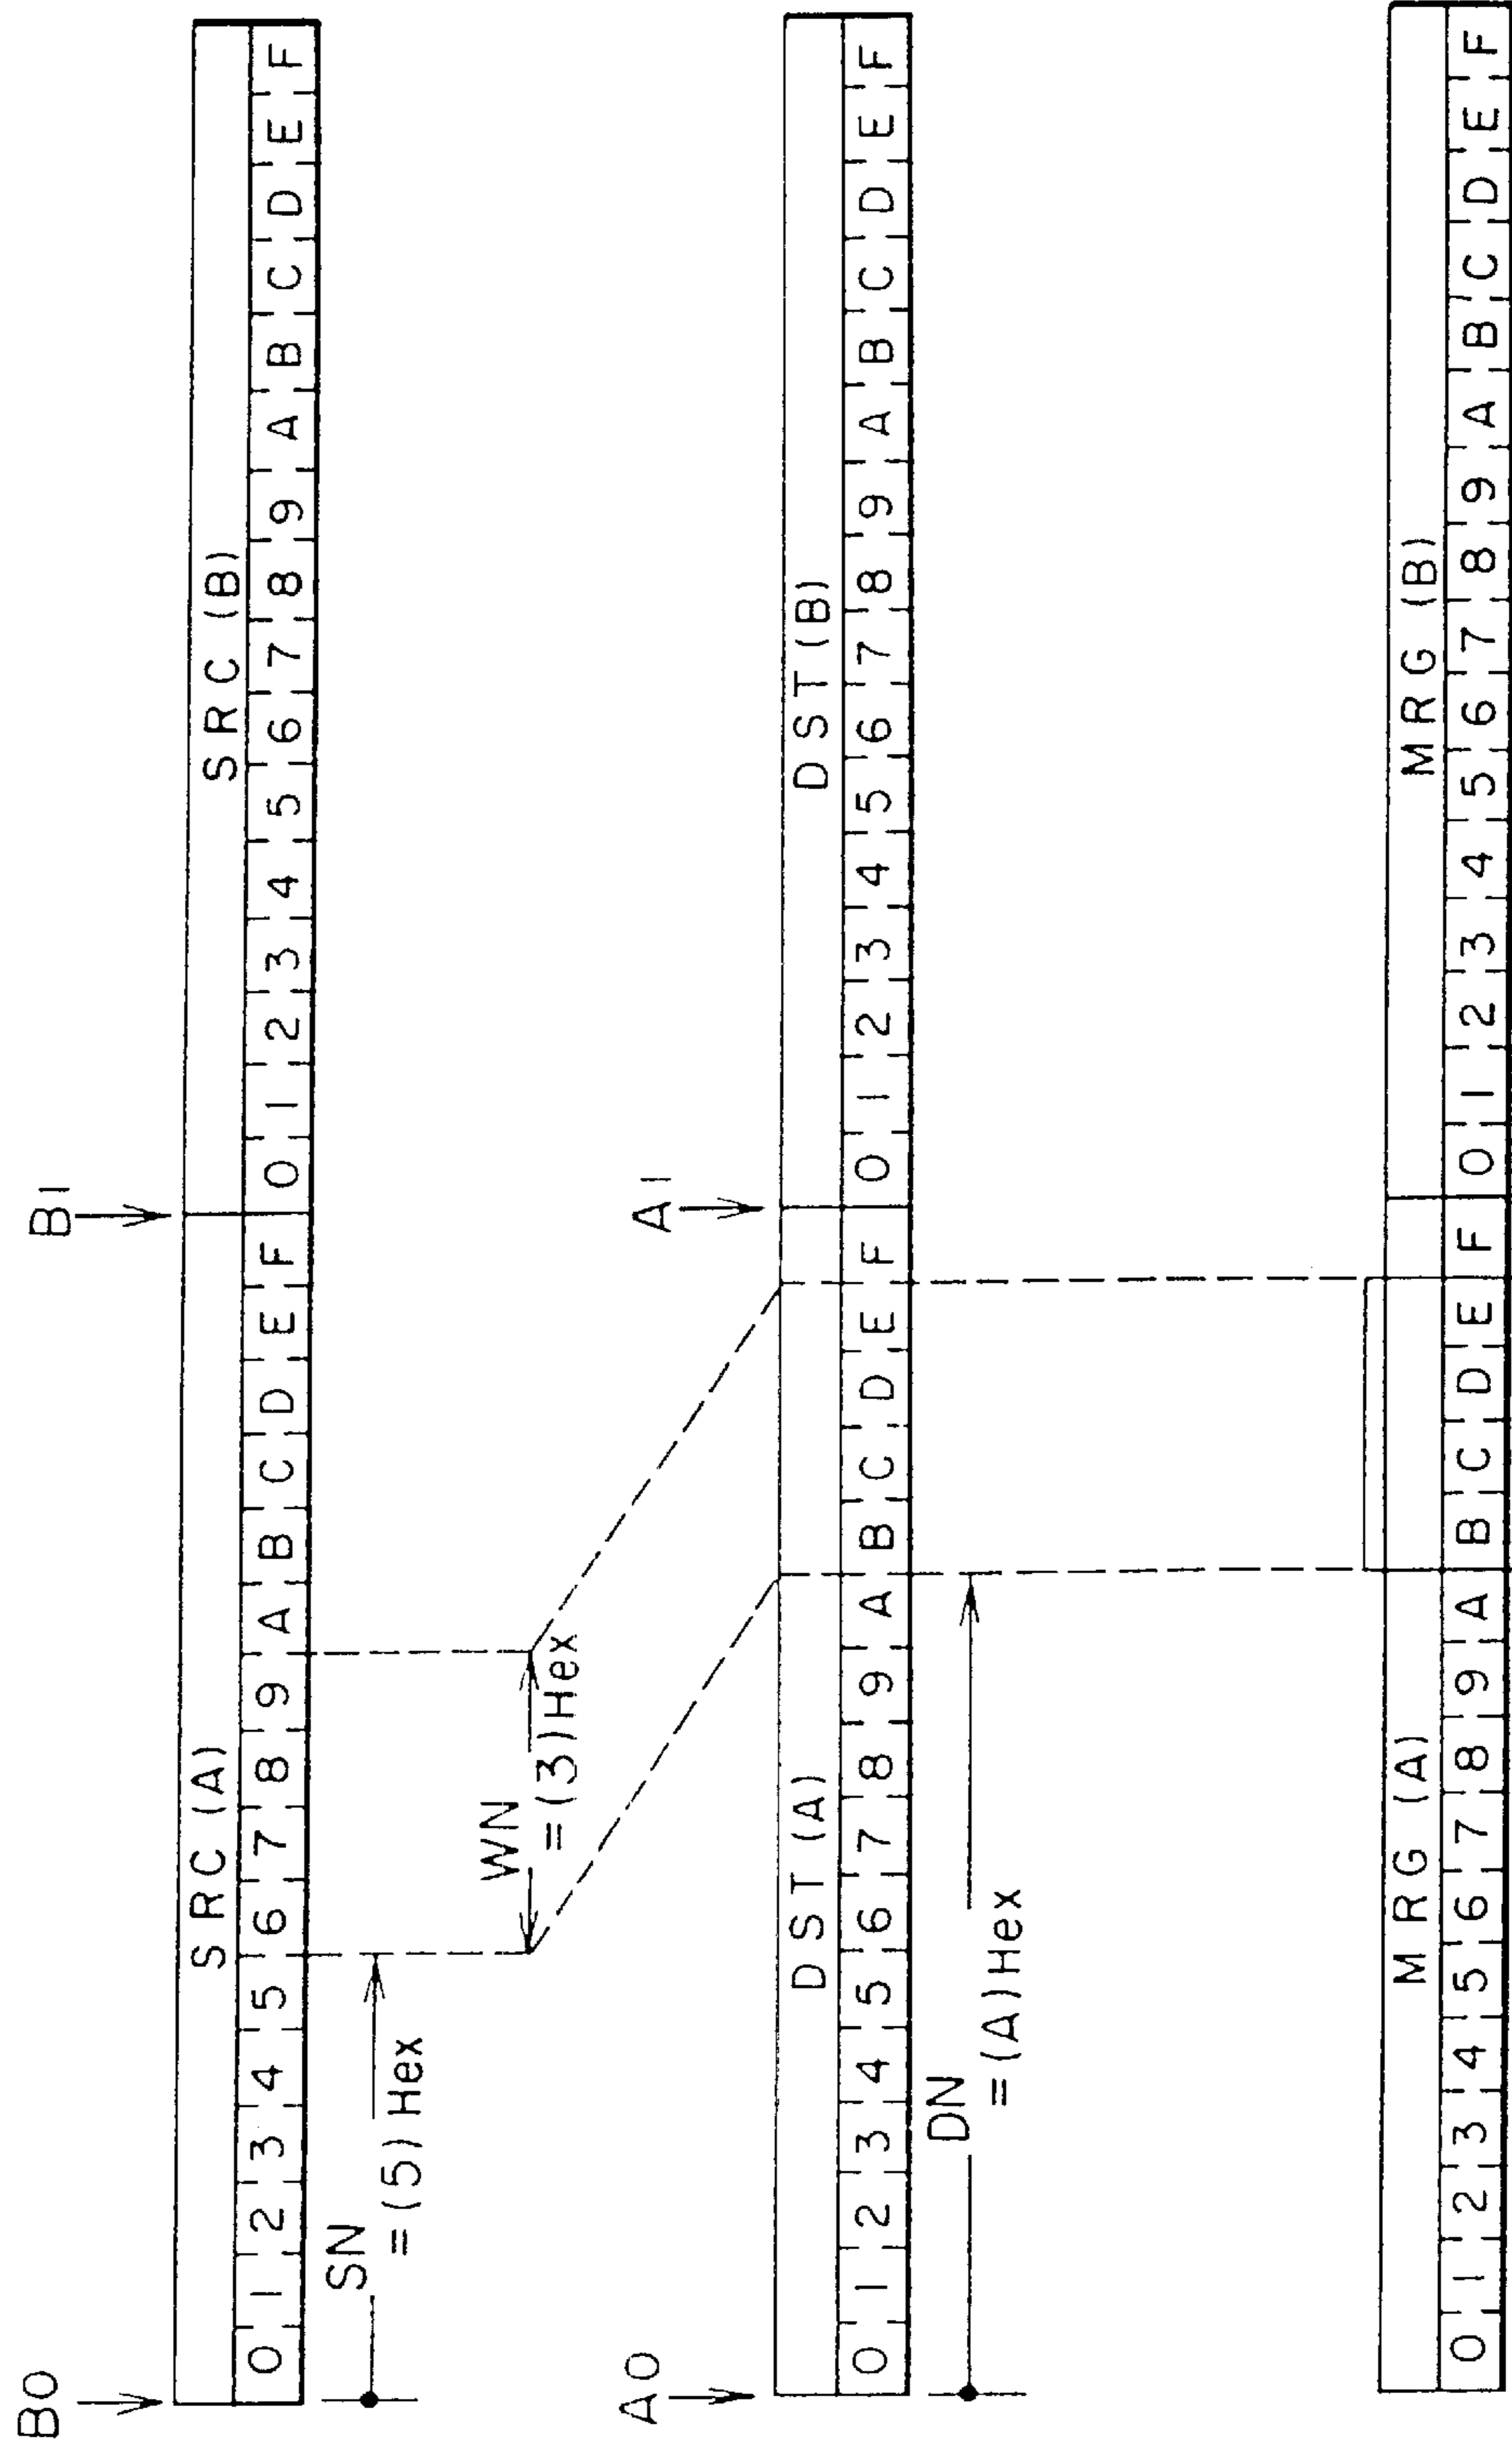 B0
B1
SRC (A)
SRC (B)
0 1 2 3 4 5 6 7 8 9 A B C D E F 0 1 2 3 4 5 6 7 8 9 A B C D E F
SN
=(5) Hex
WN
=(3)Hex
A0
A1
DST(A)
DST(B)
0 1 2 3 4 5 6 7 8 9 A B C D E F 0 1 2 3 4 5 6 7 8 9 A B C D E F
DN
=(A)Hex
MRG (A)
MRG (B)
0 1 2 3 4 5 6 7 8 9 A B C D E F 0 1 2 3 4 5 6 7 8 9 A B C D E F